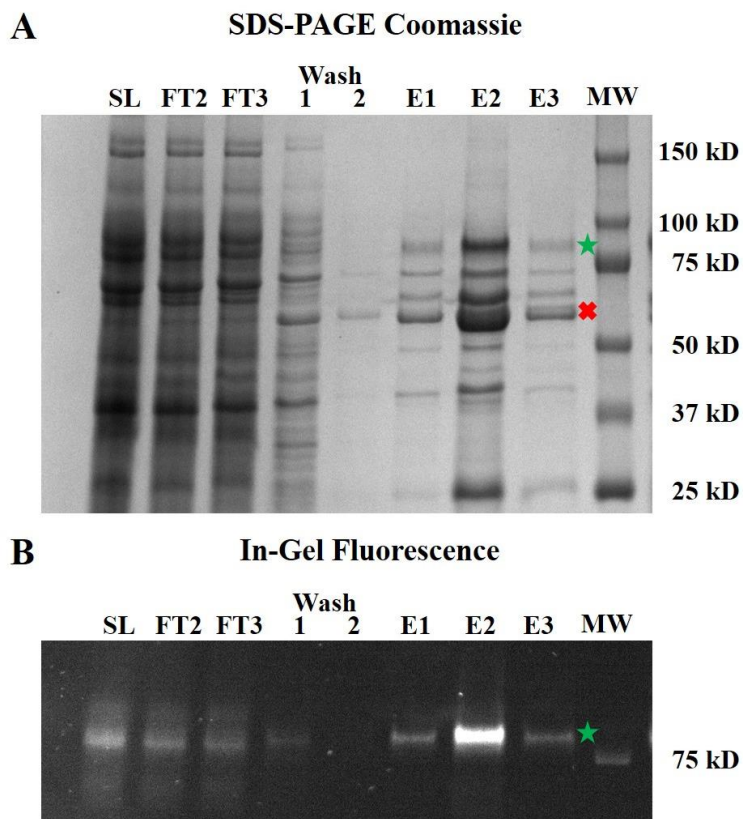 A
SDS-PAGE Coomassie
Wash
SL FT2 FT3 1 2 E1 E2 E3 MW
150 kD
100 kD
75 kD
50 kD
37 kD
25 kD
B
In-Gel Fluorescence
Wash
SL FT2 FT3 1 2 E1 E2 E3 MW
75 kD